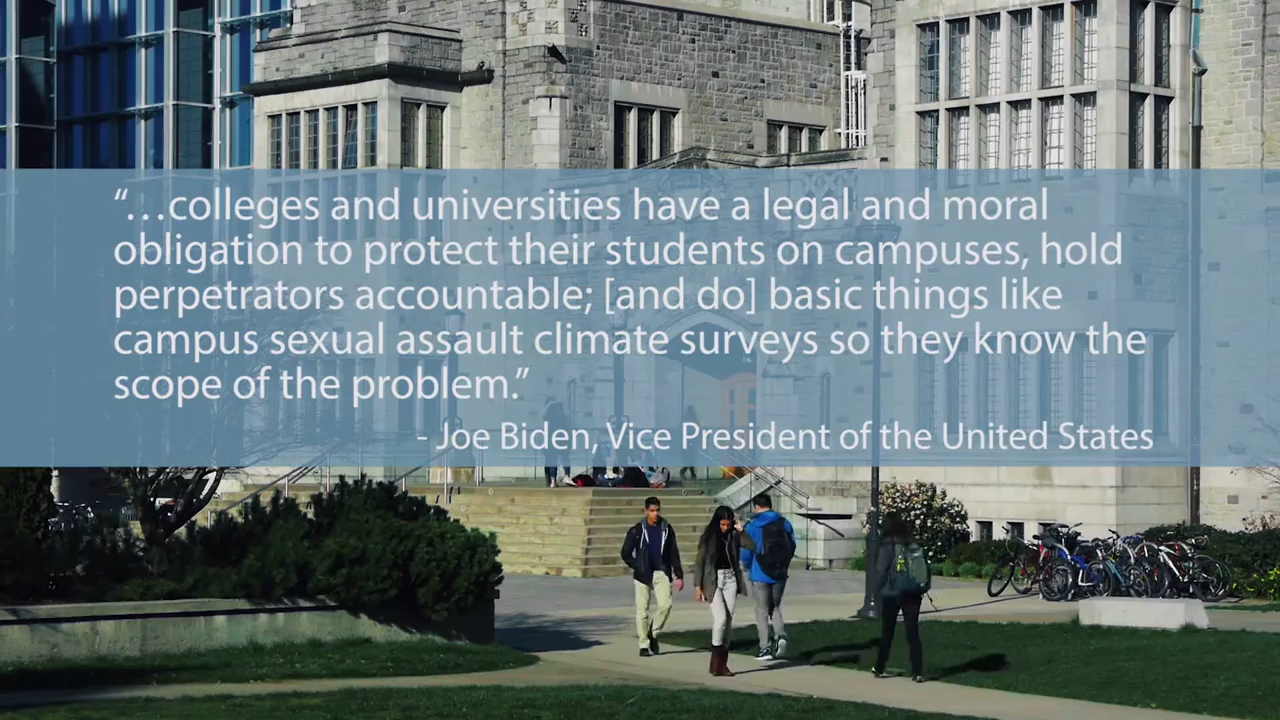 “…colleges and universities have a legal and moral
obligation to protect their students on campuses, hold
perpetrators accountable; [and do] basic things like
campus sexual assault climate surveys so they know the
scope of the problem.”
- Joe Biden, Vice President of the United States